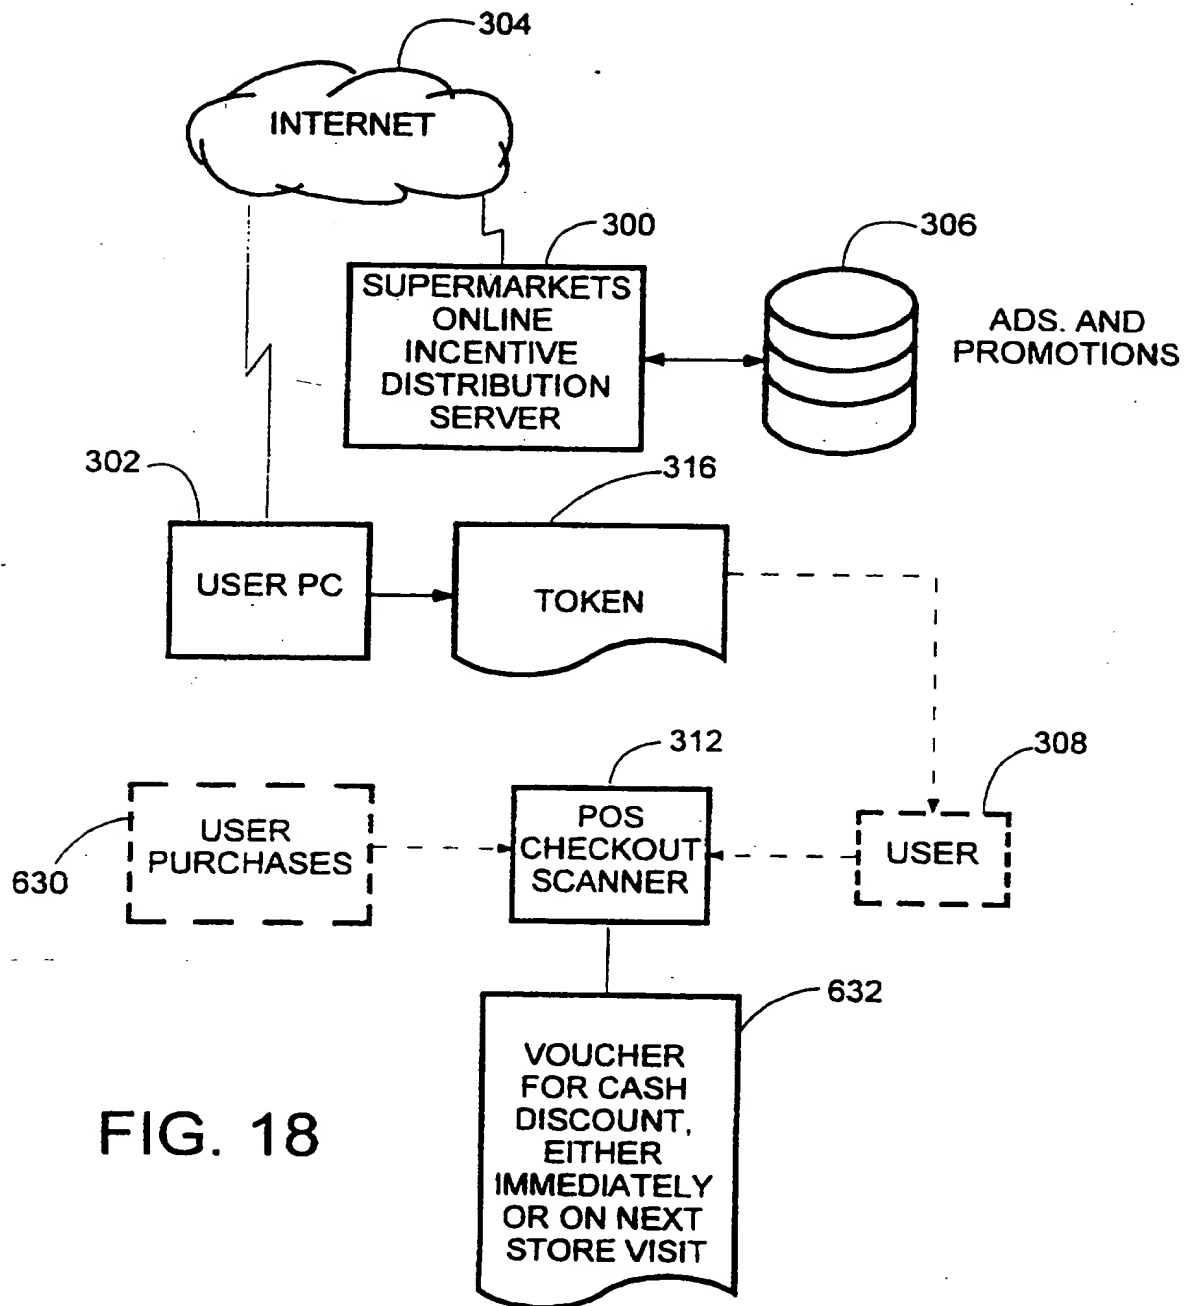 304
INTERNET
300
306
SUPERMARKETS
ONLINE
INCENTIVE
DISTRIBUTION
SERVER
ADS. AND
PROMOTIONS
302
316
USER PC
TOKEN
312
308
USER
PURCHASES
POS
CHECKOUT
SCANNER
USER
630
632
VOUCHER
FOR CASH
DISCOUNT,
EITHER
IMMEDIATELY
OR ON NEXT
STORE VISIT
FIG. 18